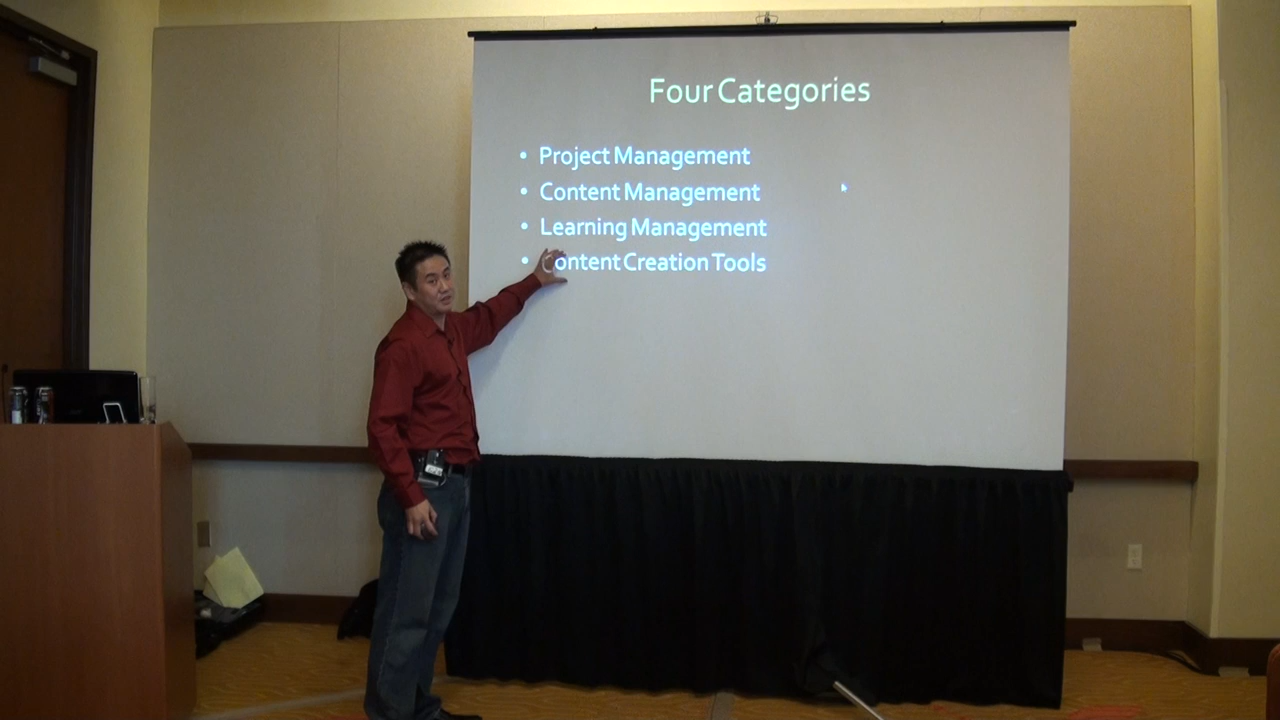 Four Categories
• Project Management
• Content Management
• Learning Management
• Content Creation Tools